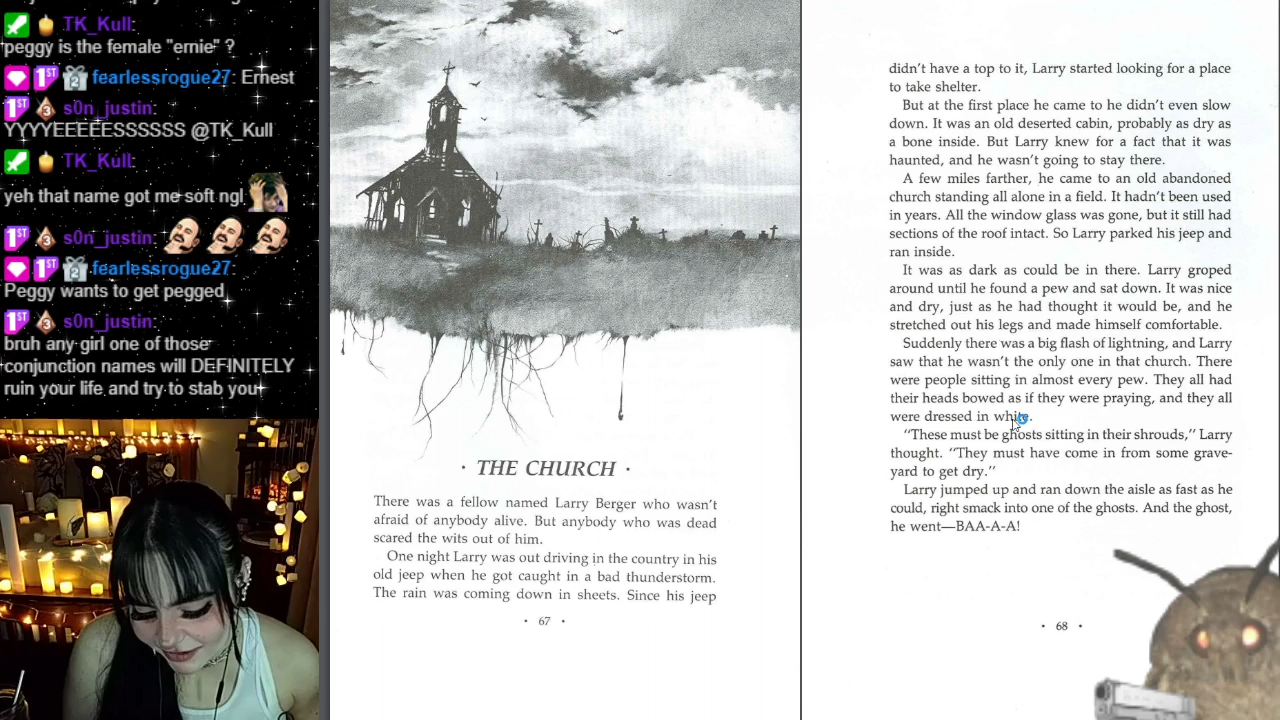 TK_Kull:
peggy is the female "ernie" ?
1ST 2 fearlessrogue27: Ernest
1ST 3 s0n_justin:
YYYYEEEEESSSSSS @TK_Kull
TK_Kull:
yeh that name got me soft ngl
1ST 3 s0n_justin:
1ST 2 fearlessrogue27:
Peggy wants to get pegged
1ST 3 s0n_justin:
bruh any girl one of those
conjunction names will DEFINITELY
ruin your life and try to stab you
· THE CHURCH ·
There was a fellow named Larry Berger who wasn't
afraid of anybody alive. But anybody who was dead
scared the wits out of him.
One night Larry was out driving in the country in his
old jeep when he got caught in a bad thunderstorm.
The rain was coming down in sheets. Since his jeep
· 67 ·
didn't have a top to it, Larry started looking for a place
to take shelter.
But at the first place he came to he didn't even slow
down. It was an old deserted cabin, probably as dry as
a bone inside. But Larry knew for a fact that it was
haunted, and he wasn't going to stay there.
A few miles farther, he came to an old abandoned
church standing all alone in a field. It hadn't been used
in years. All the window glass was gone, but it still had
sections of the roof intact. So Larry parked his jeep and
ran inside.
It was as dark as could be in there. Larry groped
around until he found a pew and sat down. It was nice
and dry, just as he had thought it would be, and he
stretched out his legs and made himself comfortable.
Suddenly there was a big flash of lightning, and Larry
saw that he wasn't the only one in that church. There
were people sitting in almost every pew. They all had
their heads bowed as if they were praying, and they all
were dressed in white.
"These must be ghosts sitting in their shrouds," Larry
thought. "They must have come in from some grave-
yard to get dry."
Larry jumped up and ran down the aisle as fast as he
could, right smack into one of the ghosts. And the ghost,
he went—BAA-A-A!
· 68 ·